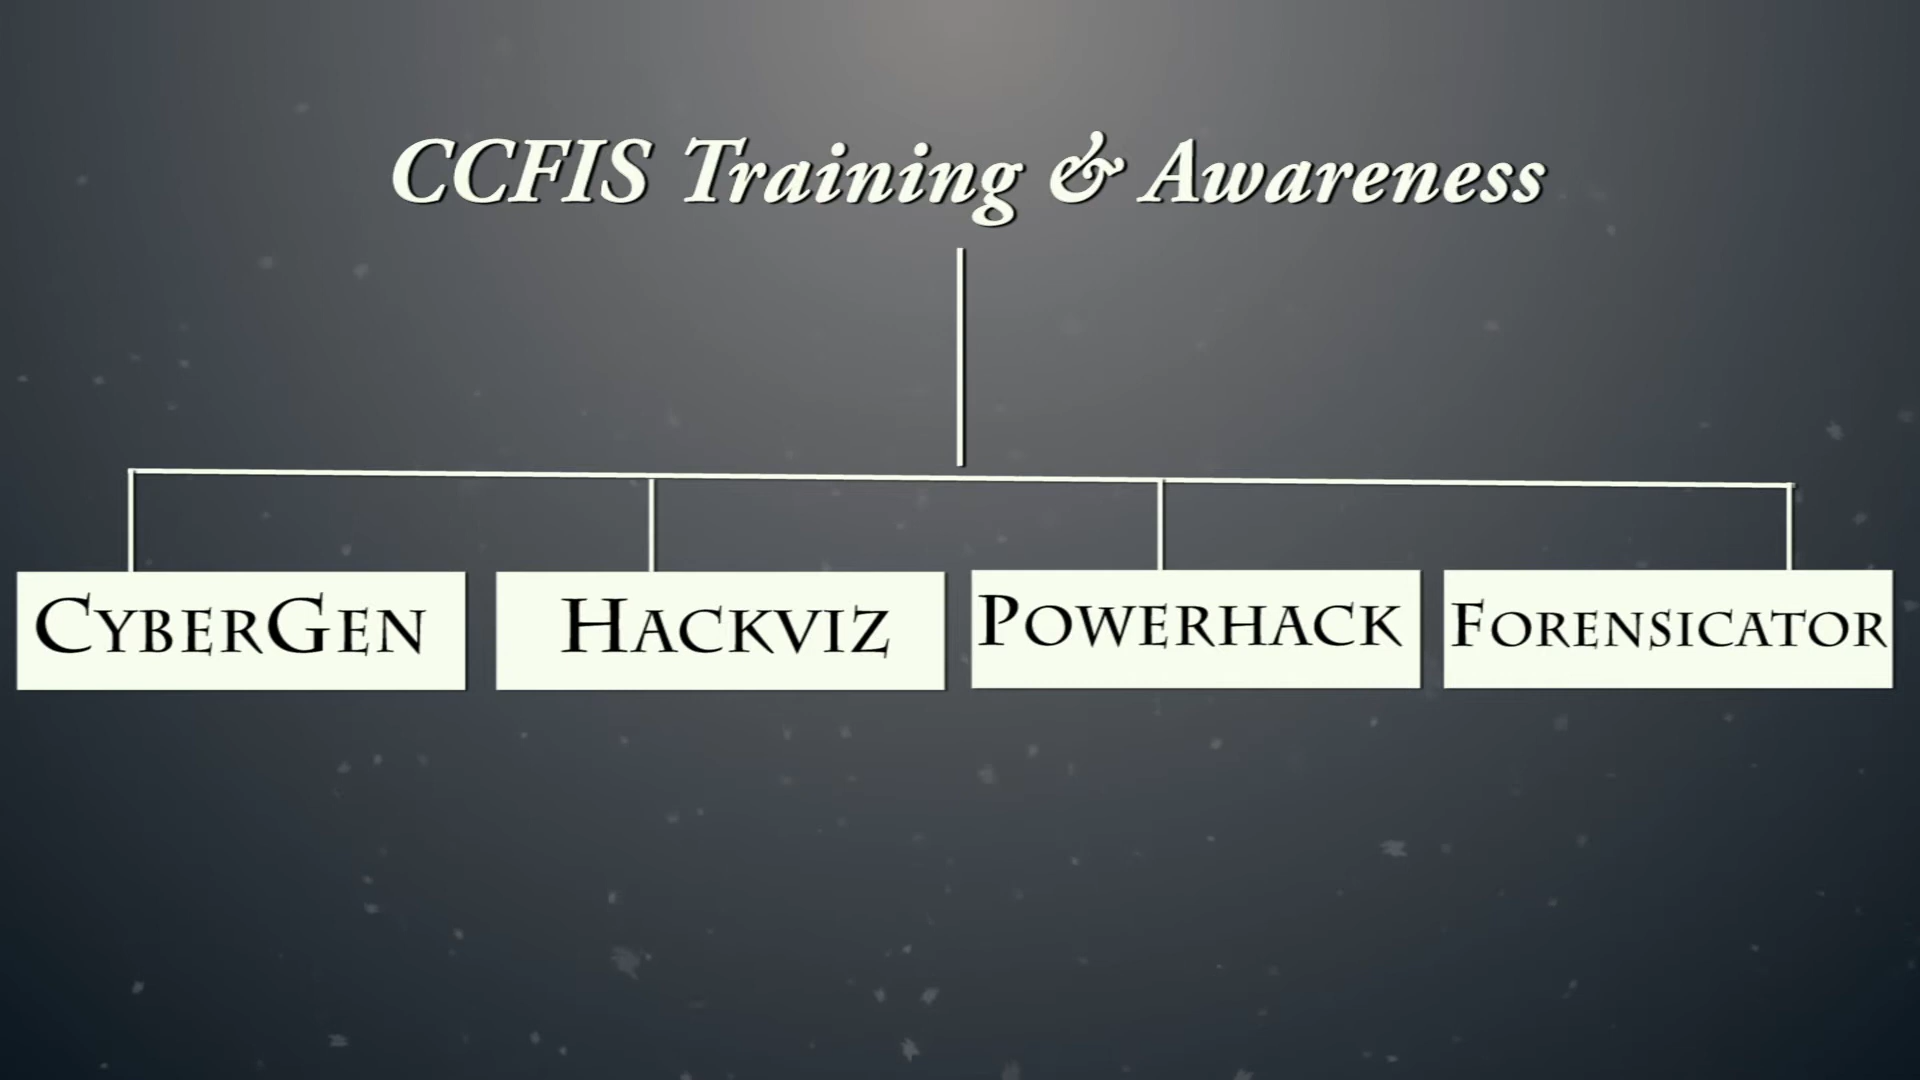 CCFIS Training & Awareness
CyberGen
Hackviz
Powerhack
Forensicator